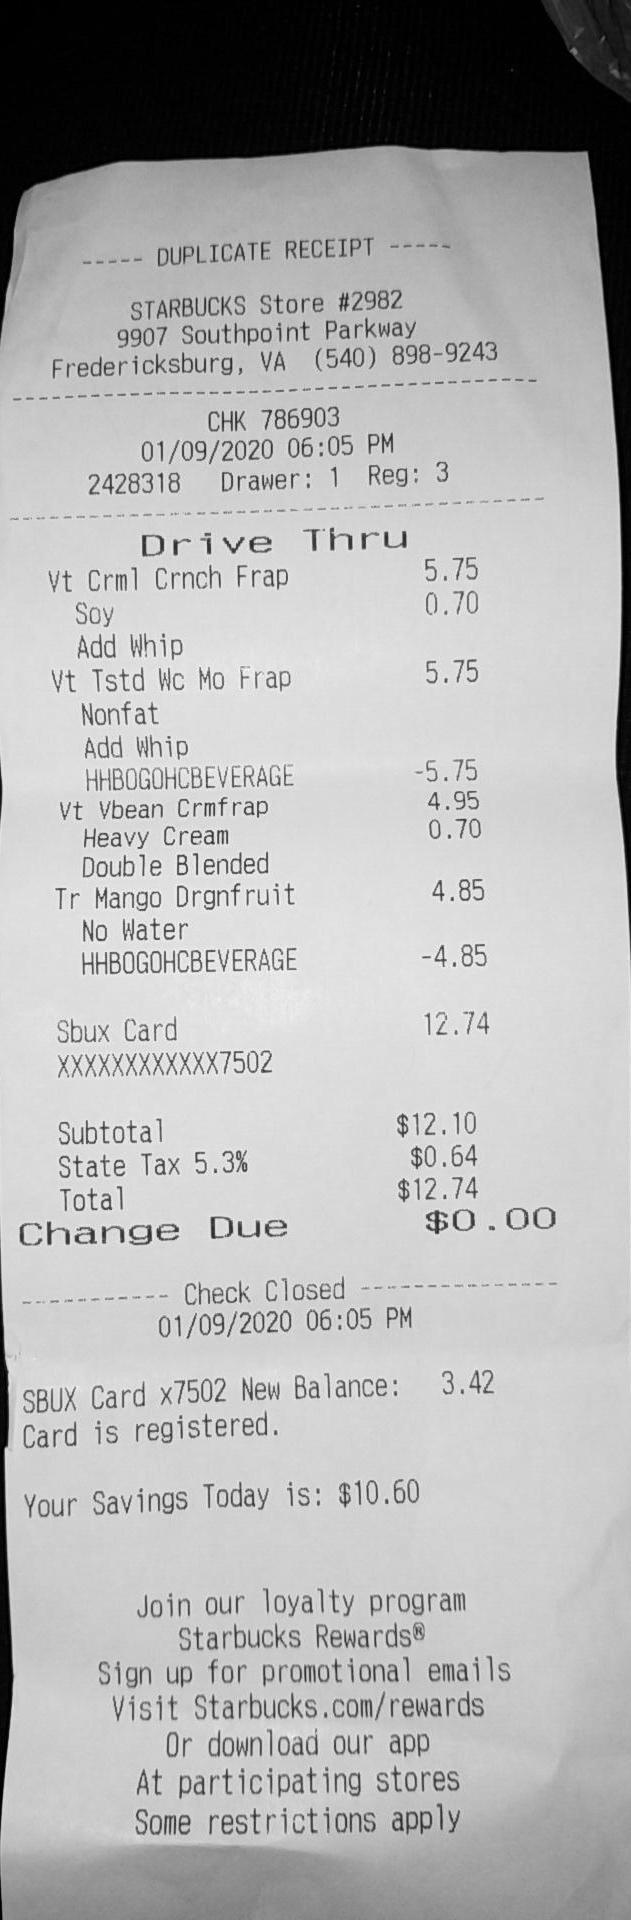 ----- DUPLICATE RECEIPT -----
STARBUCKS Store #2982
9907 Southpoint Parkway
Fredericksburg, VA (540) 898-9243
CHK 786903
01/09/2020 06:05 PM
2428318 Drawer: 1 Reg: 3
Drive Thru
Vt Crml Crnch Frap 5.75
Soy 0.70
Add Whip
Vt Tstd Wc Mo Frap 5.75
Nonfat
Add Whip
HHBOGOHCBEVERAGE -5.75
Vt Vbean Crmfrap 4.95
Heavy Cream 0.70
Double Blended
Tr Mango Drgnfruit 4.85
No Water
HHBOGOHCBEVERAGE -4.85
Sbux Card 12.74
XXXXXXXXXXXX7502
Subtotal $12.10
State Tax 5.3% $0.64
Total $12.74
Change Due $0.00
----------- Check Closed ---------------
01/09/2020 06:05 PM
SBUX Card x7502 New Balance: 3.42
Card is registered.
Your Savings Today is: $10.60
Join our loyalty program
Starbucks Rewards®
Sign up for promotional emails
Visit Starbucks.com/rewards
Or download our app
At participating stores
Some restrictions apply